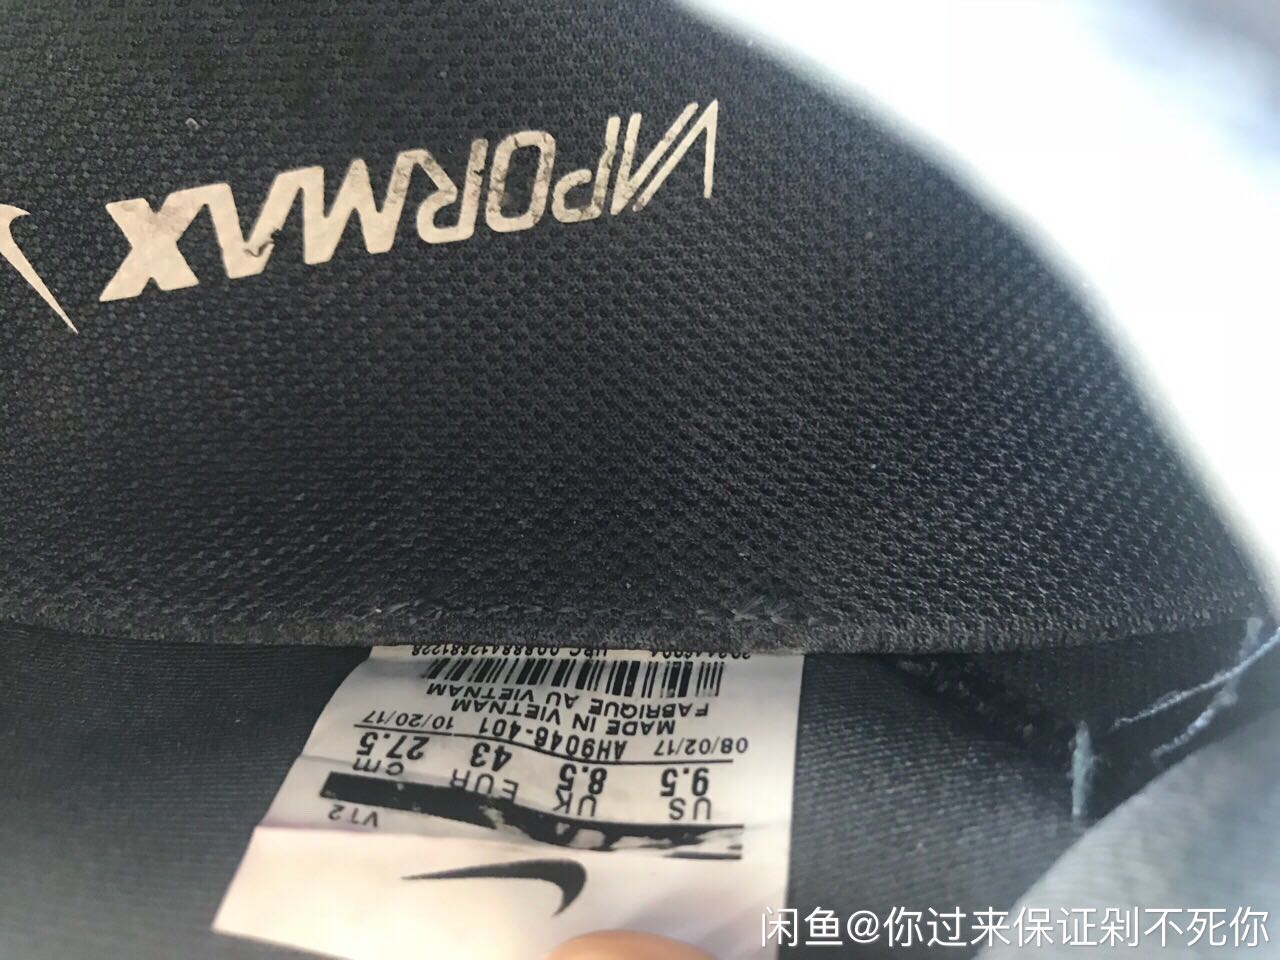 VAPORMAX
VT2
US UK EUR cm
9.5 8.5 43 27.5
08/02/17 AH9046-401 10/20/17
MADE IN VIETNAM
FABRIQUE AU VIETNAM
UPC
闲鱼@你过来保证剁不死你